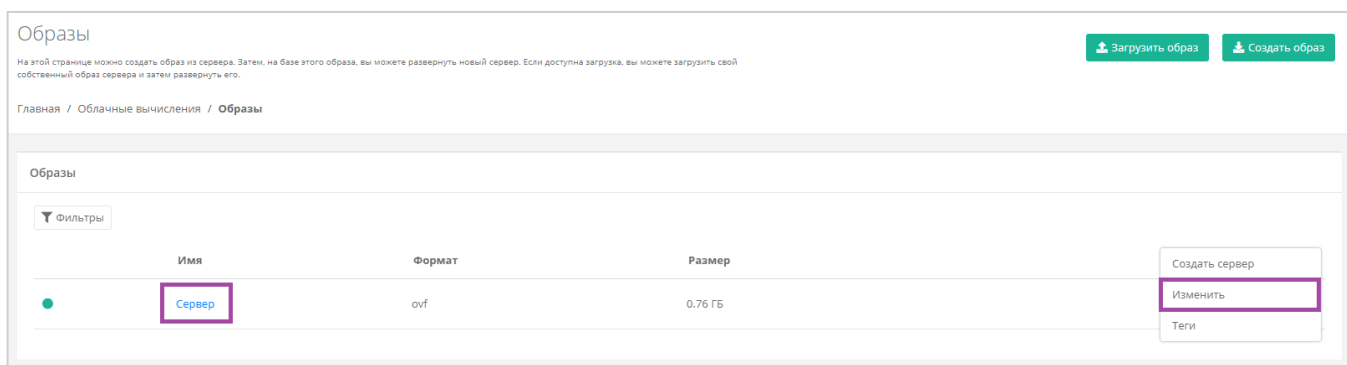 Образы
Загрузить образ
Создать образ
На этой странице можно создать образ из сервера. Затем, на базе этого образа, вы можете развернуть новый сервер. Если доступна загрузка, вы можете загрузить свой
собственный образ сервера и затем развернуть его.
Главная / Облачные вычисления / Образы
Образы
Фильтры
Имя Формат Размер
Создать сервер
Сервер ovf 0.76 ГБ
Изменить
Теги